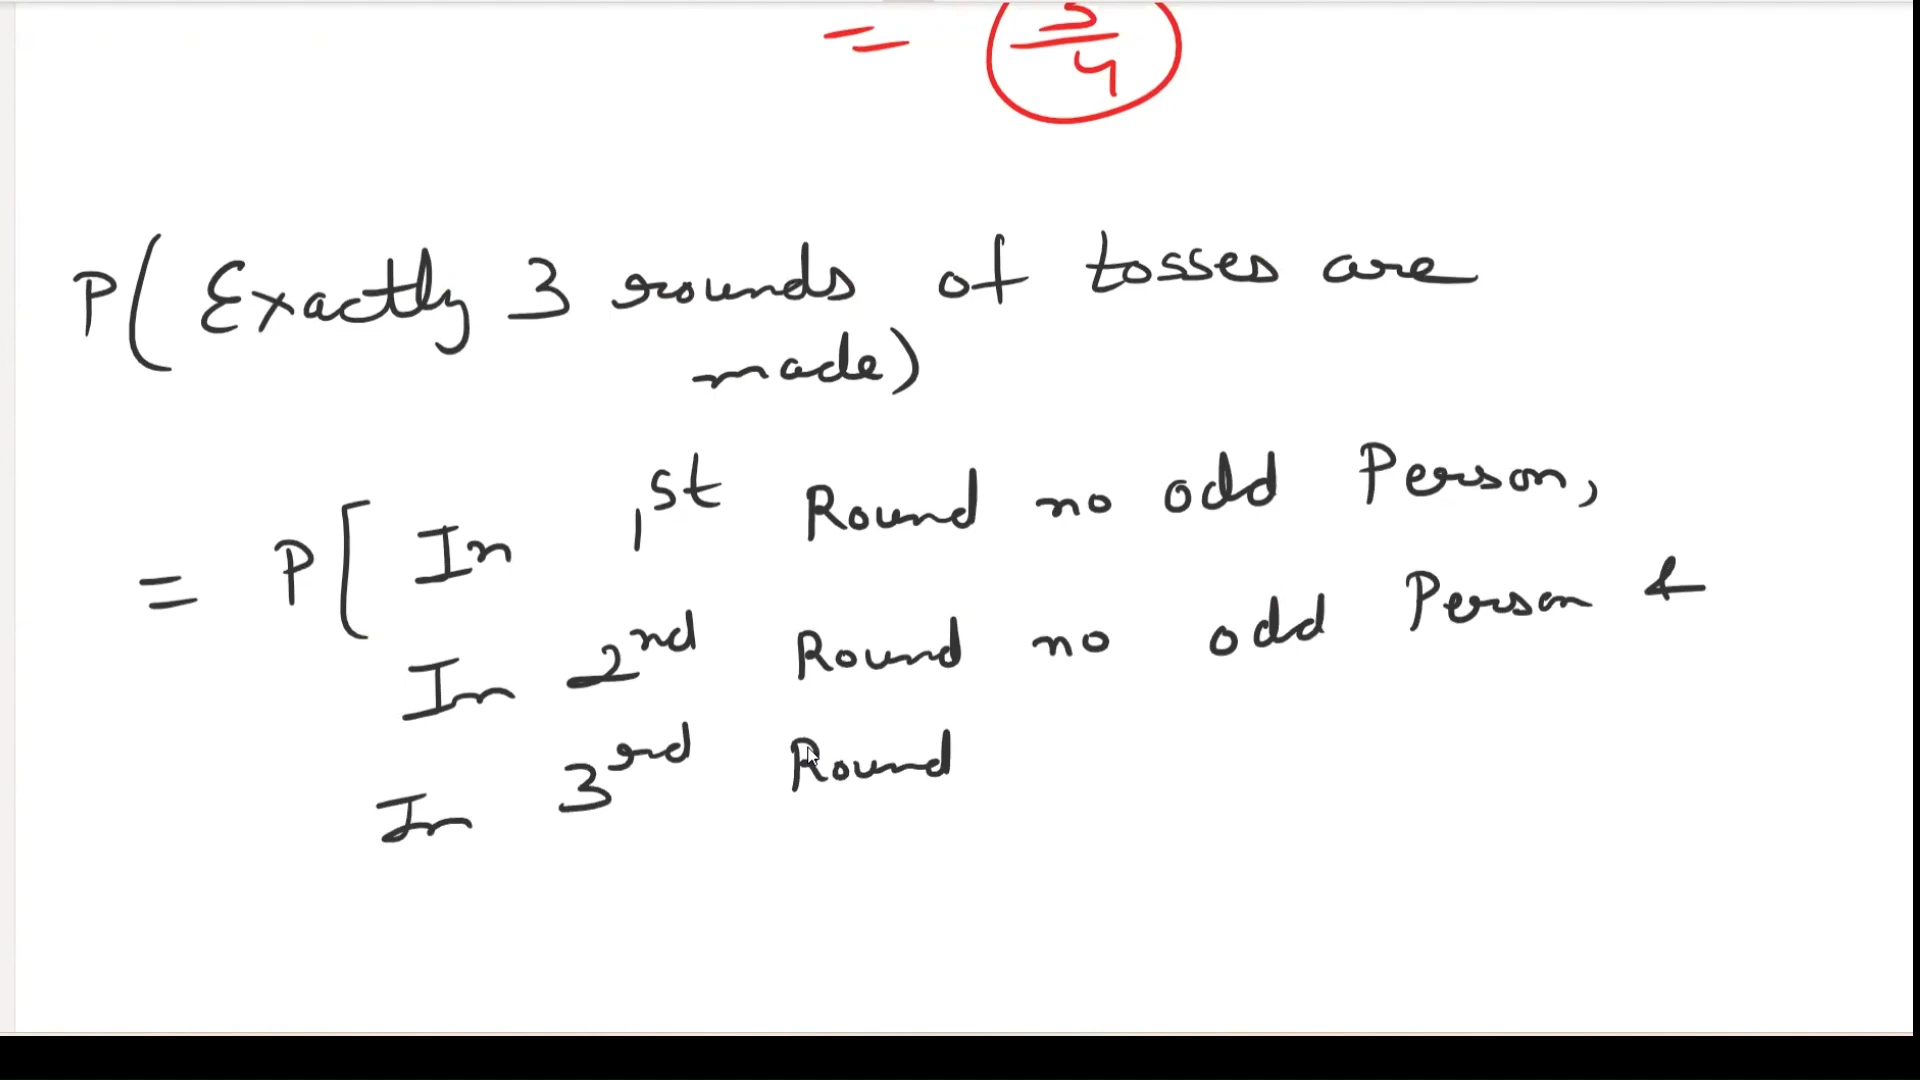 = 3/4
P( Exactly 3 rounds of tosses are
made)
= P[ In 1st Round no odd Person,
In 2nd Round no odd Person &
In 3rd Round